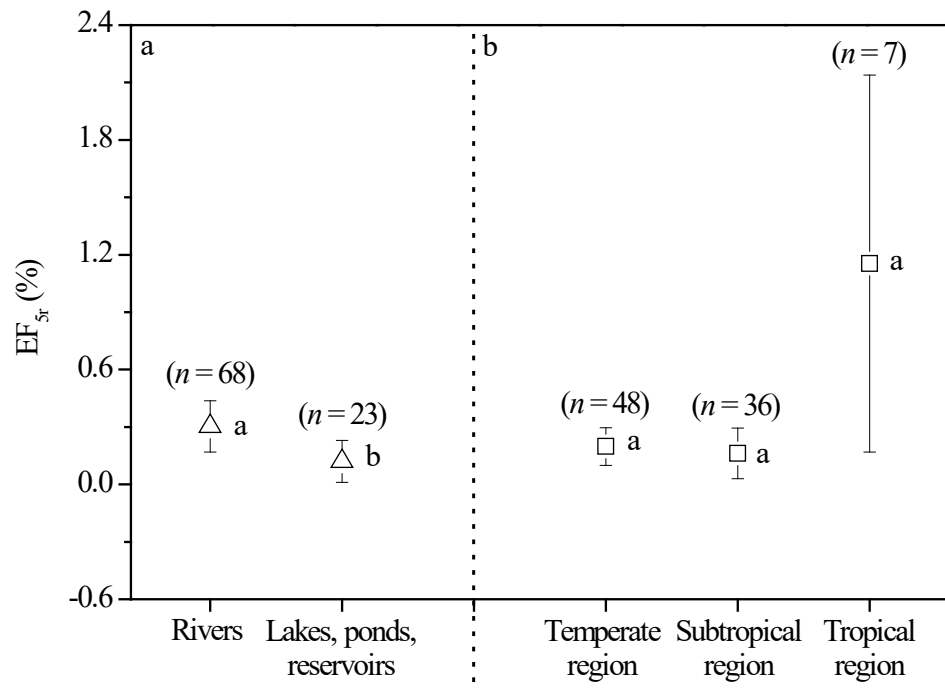 2.4
1.8
1.2
0.6
0.0
-0.6
EF5r (%)
a
(n = 68)
a
(n = 23)
b
b
(n = 48)
a
(n = 36)
a
(n = 7)
a
Rivers
Lakes, ponds,
reservoirs
Temperate
region
Subtropical
region
Tropical
region